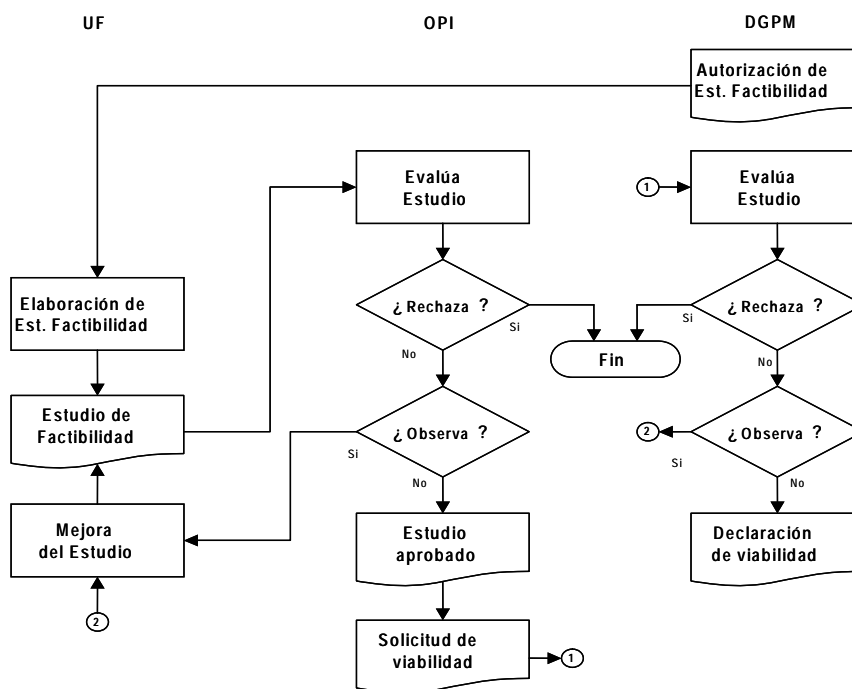 UF
OPI
DGPM
Autorización de
Est. Factibilidad
Evalúa
Estudio
1
Evalúa
Estudio
Elaboración de
Est. Factibilidad
¿ Rechaza ?
Si
No
¿ Rechaza ?
Si
No
Fin
Estudio de
Factibilidad
¿ Observa ?
Si
No
2
¿ Observa ?
Si
No
Mejora
del Estudio
Estudio
aprobado
Declaración
de viabilidad
2
Solicitud de
viabilidad
1